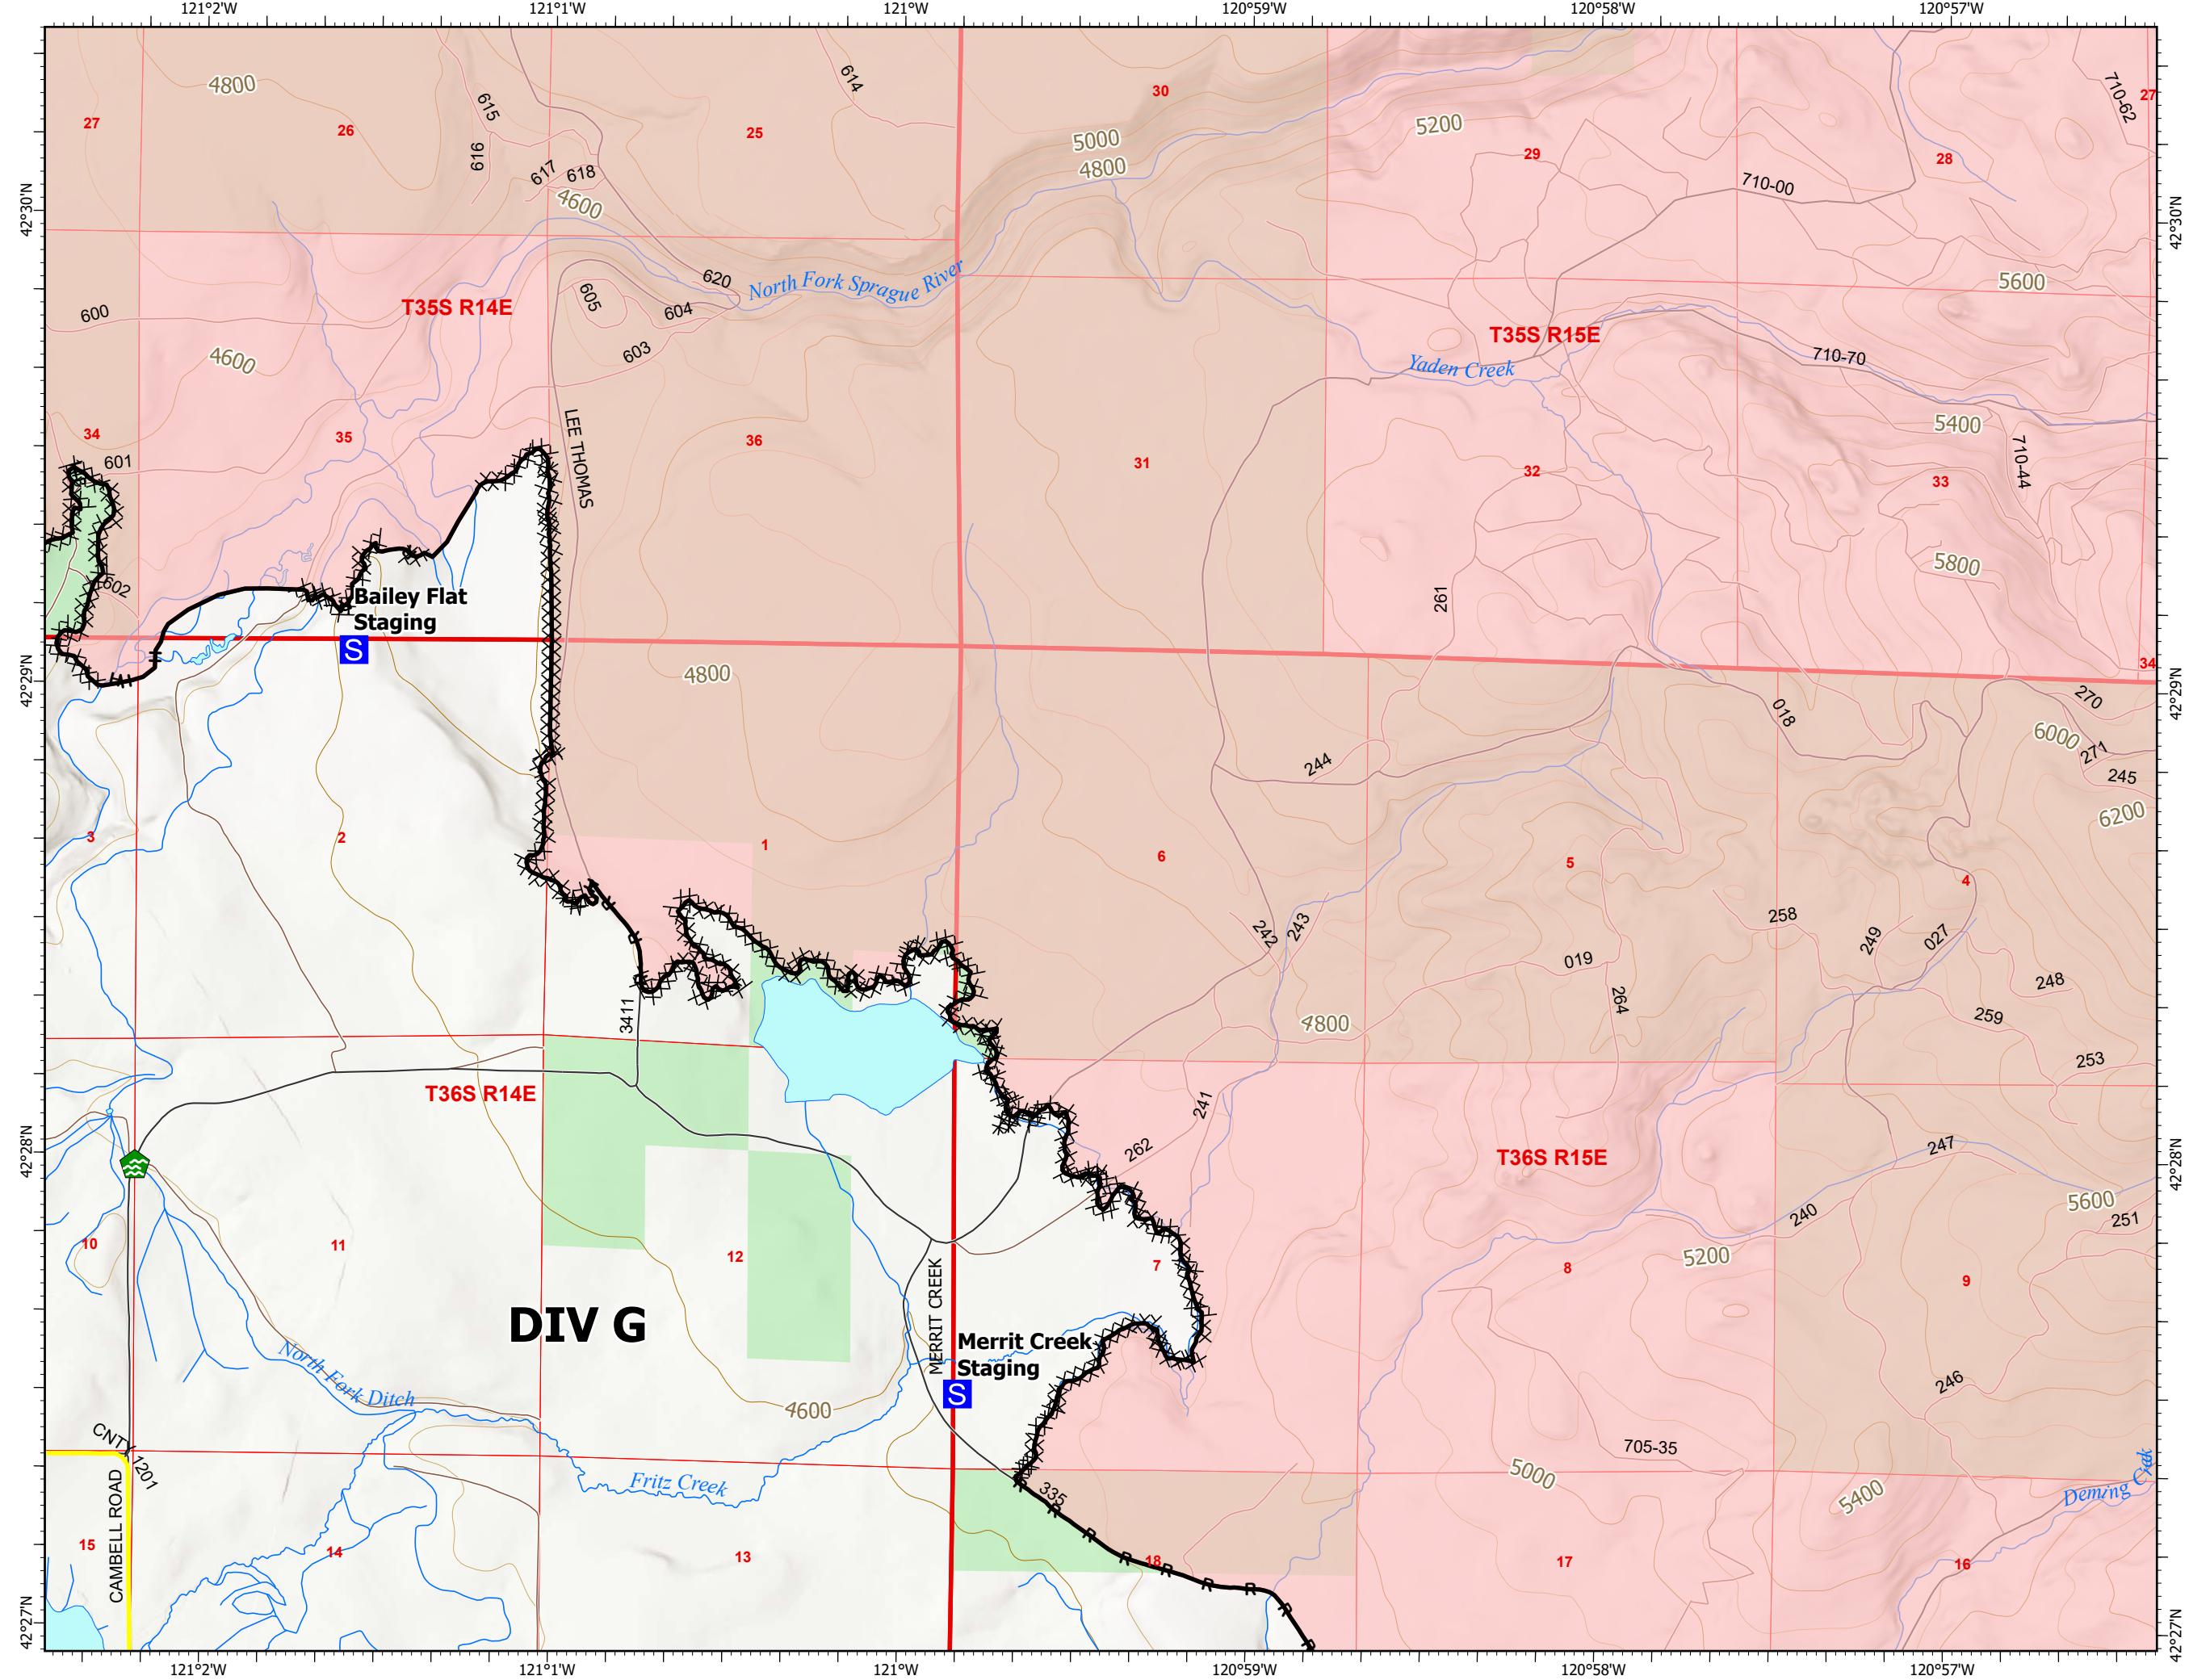 121°2'W
121°1'W
121°W
120°59'W
120°58'W
120°57'W
4800
615
614
30
5000
5200
710-62
27
27
26
25
616
4800
29
28
617
618
710-00
4600
42°30'N
42°30'N
620
North Fork Sprague River
5600
600
T35S R14E
605
604
T35S R15E
4600
603
Yaden Creek
710-70
34
35
LEE THOMAS
36
5400
601
31
32
33
710-44
602
5800
Bailey Flat
Staging
S
261
42°29'N
42°29'N
4800
34
018
270
6000
271
244
245
6200
3
2
1
6
5
4
242
243
258
249
027
019
264
248
3411
4800
259
253
T36S R14E
241
42°28'N
42°28'N
262
T36S R15E
247
240
5600
251
10
11
12
7
8
5200
9
DIV G
MERRIT CREEK
Merrit Creek
Staging
S
North Fork Ditch
246
4600
CNTY 1201
705-35
Fritz Creek
335
5000
5400
Deming Creek
CAMBELL ROAD
15
14
13
R
R
R
R
18
R
R
R
R
R
17
16
42°27'N
42°27'N
121°2'W
121°1'W
121°W
120°59'W
120°58'W
120°57'W